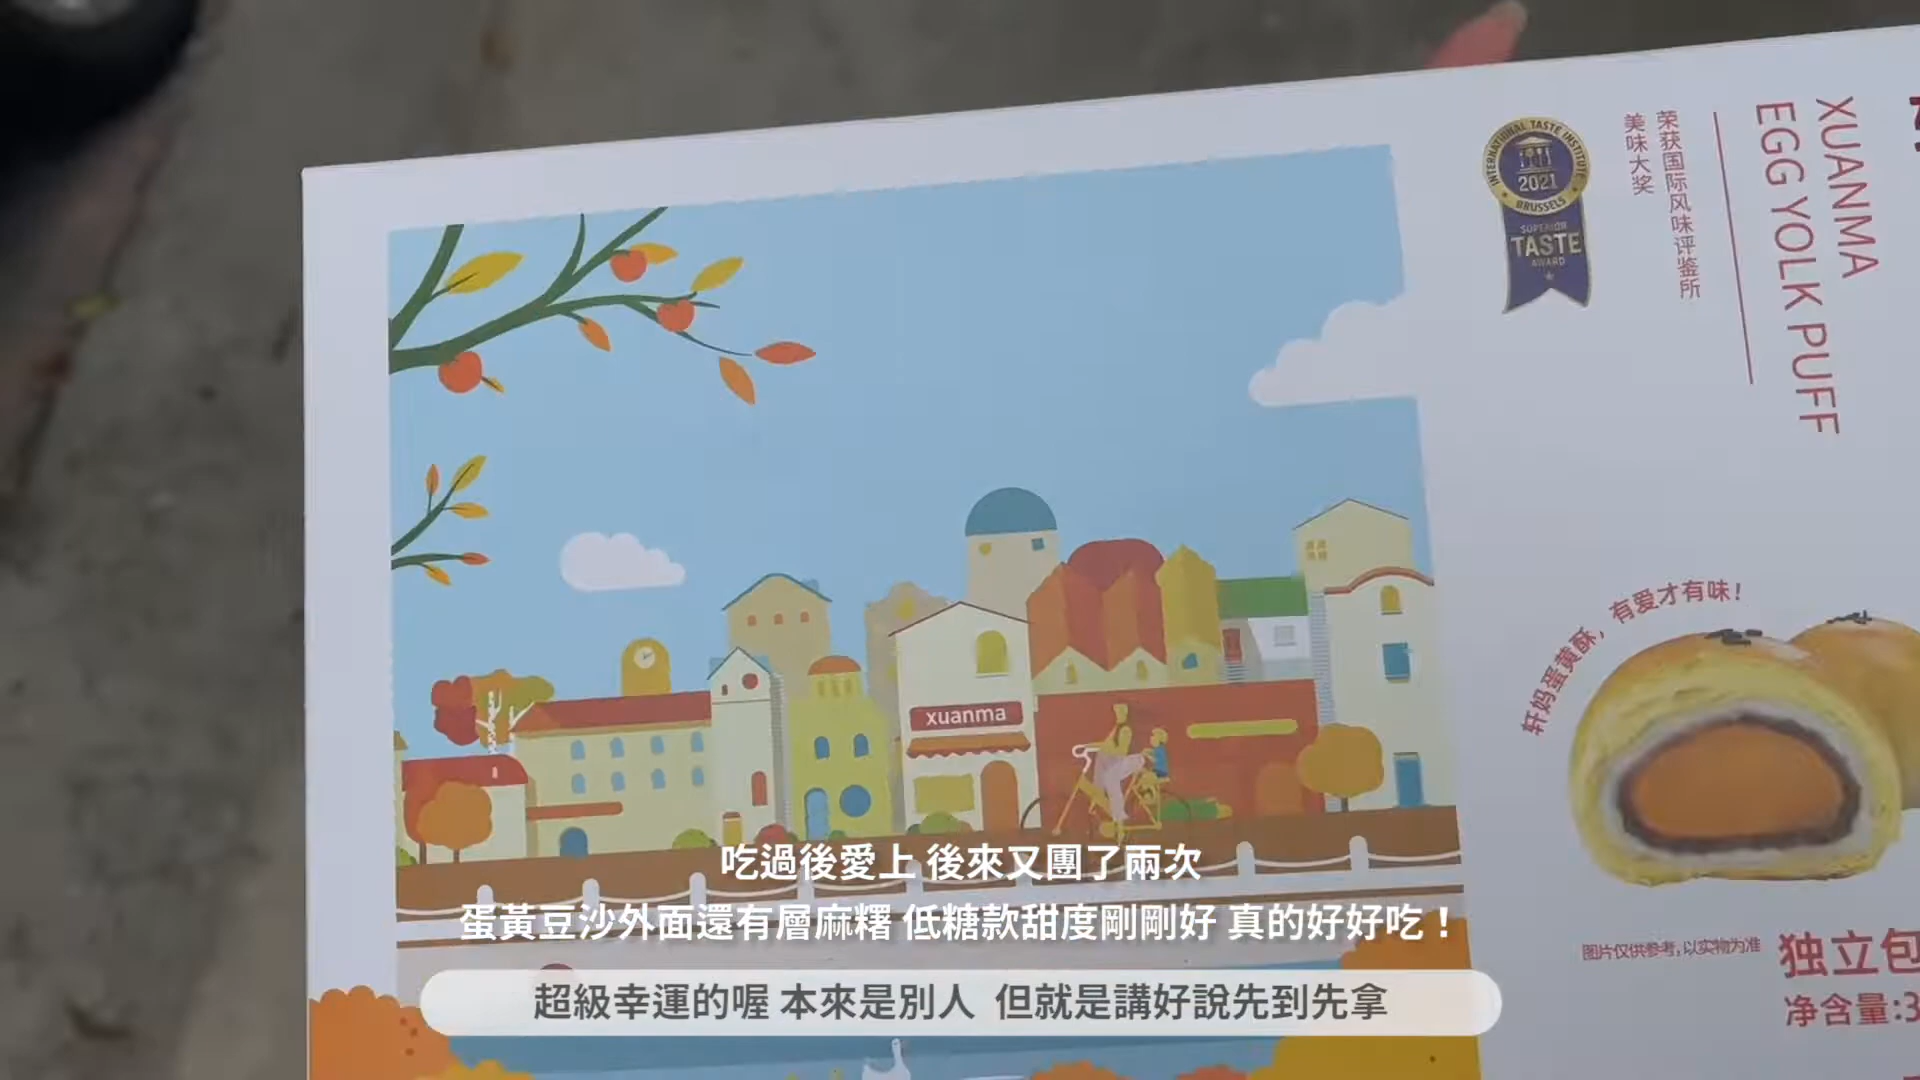 INTERNATIONAL TASTE INSTITUTE
2021
BRUSSELS
SUPERIOR
TASTE
AWARD
荣获国际风味评鉴所
美味大奖
XUANMA
EGG YOLK PUFF
轩妈蛋黄酥，有爱才有味！
xuanma
图片仅供参考,以实物为准
独立包
净含量:3
吃過後愛上 後來又團了兩次
蛋黃豆沙外面還有層麻糬 低糖款甜度剛剛好 真的好好吃！
超級幸運的喔 本來是別人 但就是講好說先到先拿